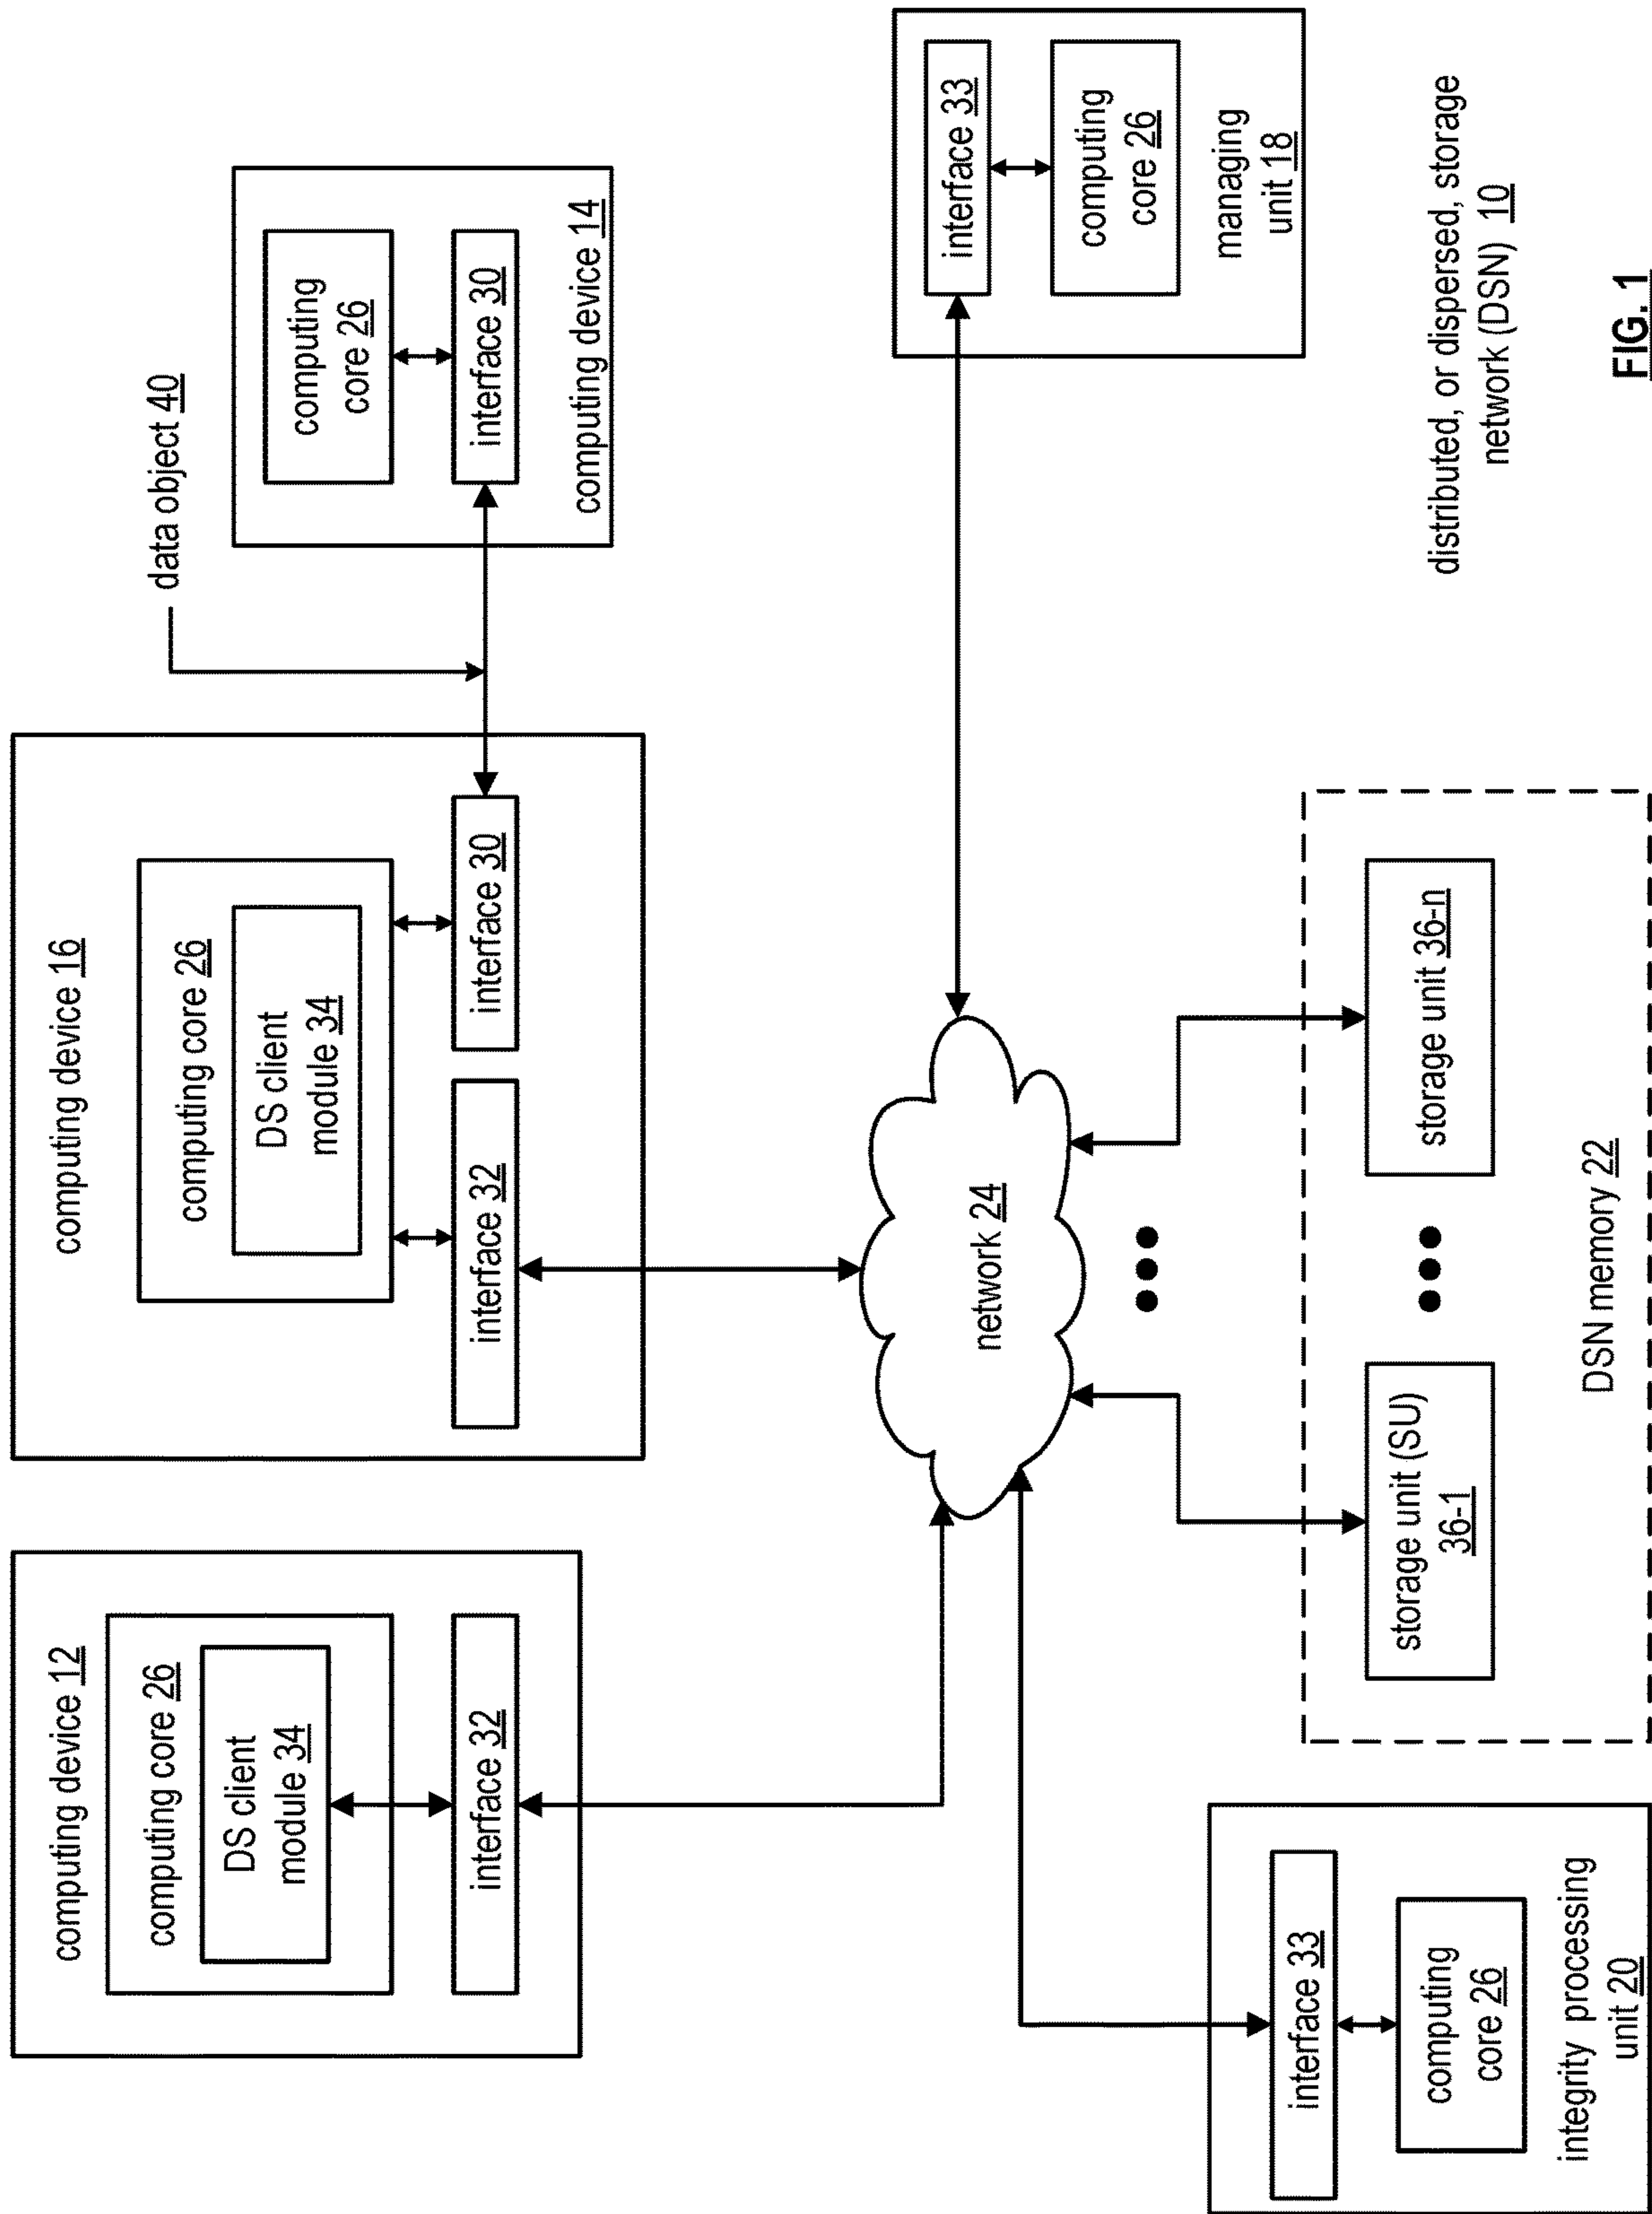 computing device 12
computing core 26
DS client
module 34
interface 32
computing device 16
computing core 26
DS client
module 34
interface 32
interface 30
data object 40
computing
core 26
interface 30
computing device 14
network 24
interface 33
computing
core 26
managing
unit 18
interface 33
computing
core 26
integrity processing
unit 20
storage unit (SU)
36-1
storage unit 36-n
DSN memory 22
distributed, or dispersed, storage
network (DSN) 10
FIG. 1